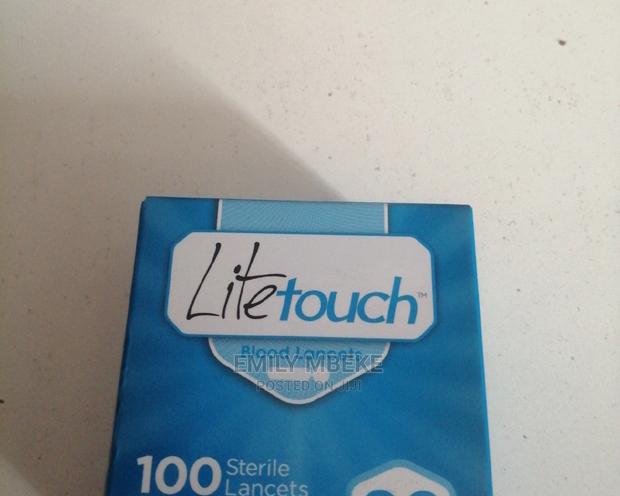 Litetouch™
Blood Lancets
EMILY MBEKE
POSTED ON JIJI
100 Sterile
Lancets